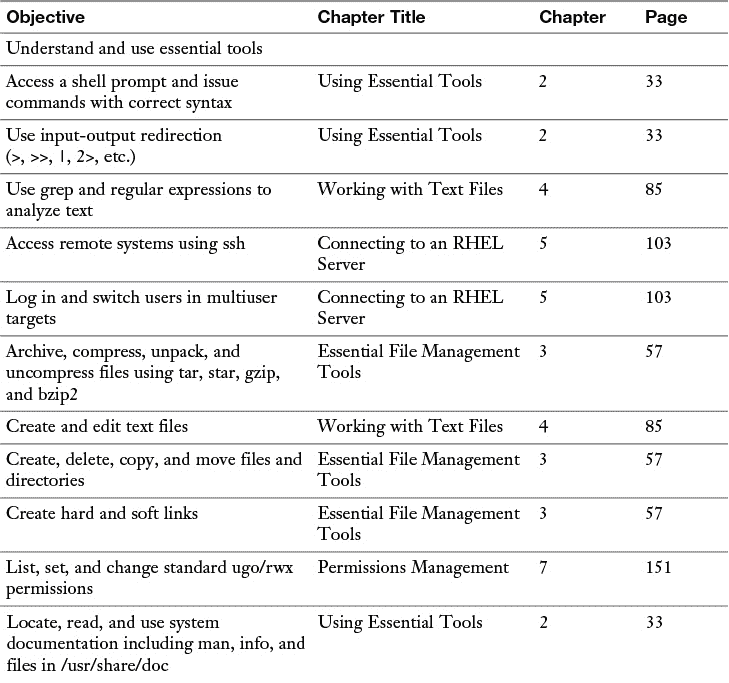 Objective Chapter Title Chapter Page
Understand and use essential tools
Access a shell prompt and issue Using Essential Tools 2 33
commands with correct syntax
Use input-output redirection Using Essential Tools 2 33
(>, >>, |, 2>, etc.)
Use grep and regular expressions to Working with Text Files 4 85
analyze text
Access remote systems using ssh Connecting to an RHEL 5 103
Server
Log in and switch users in multiuser Connecting to an RHEL 5 103
targets Server
Archive, compress, unpack, and Essential File Management 3 57
uncompress files using tar, star, gzip, Tools
and bzip2
Create and edit text files Working with Text Files 4 85
Create, delete, copy, and move files and Essential File Management 3 57
directories Tools
Create hard and soft links Essential File Management 3 57
Tools
List, set, and change standard ugo/rwx Permissions Management 7 151
permissions
Locate, read, and use system Using Essential Tools 2 33
documentation including man, info, and
files in /usr/share/doc